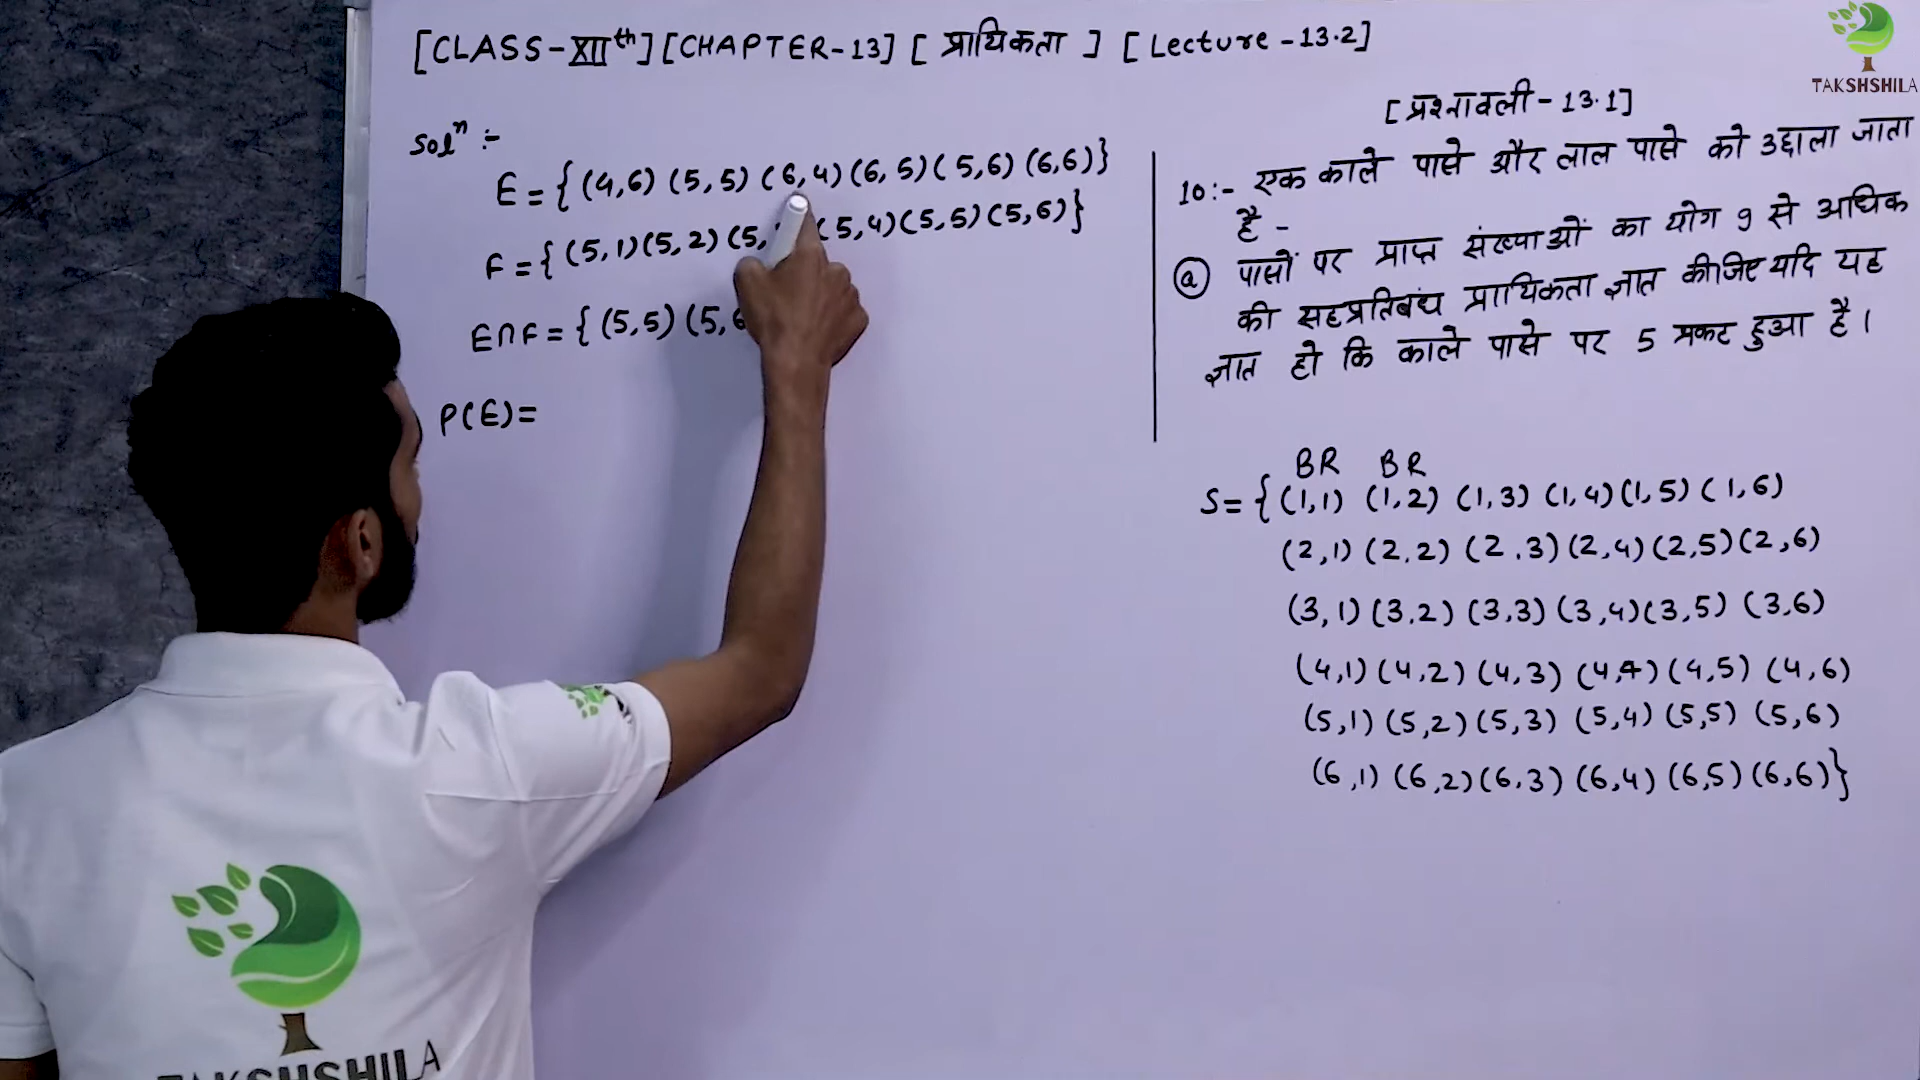 [CLASS-XIIth] [CHAPTER-13] [ प्रायिकता ] [ Lecture -13.2]
TAKSHSHILA
[प्रश्नावली - 13.1]
Solⁿ :-
E = { (4,6) (5,5) (6,4) (6,5) (5,6) (6,6)}
F = { (5,1) (5,2) (5, (5,4) (5,5) (5,6)}
E∩F = { (5,5) (5,6
P(E)=
10:- एक काले पासे और लाल पासे को उछाला जाता
है -
(a) पासों पर प्राप्त संख्याओं का योग 9 से अधिक
की सहप्रतिबंध प्रायिकता ज्ञात कीजिए यदि यह
ज्ञात हो कि काले पासे पर 5 प्रकट हुआ है।
BR BR
S= { (1,1) (1,2) (1,3) (1,4) (1,5) (1,6)
(2,1) (2,2) (2,3) (2,4) (2,5) (2,6)
(3,1) (3,2) (3,3) (3,4) (3,5) (3,6)
(4,1) (4,2) (4,3) (4,4) (4,5) (4,6)
(5,1) (5,2) (5,3) (5,4) (5,5) (5,6)
(6,1) (6,2) (6,3) (6,4) (6,5) (6,6)}
TAKSHSHILA